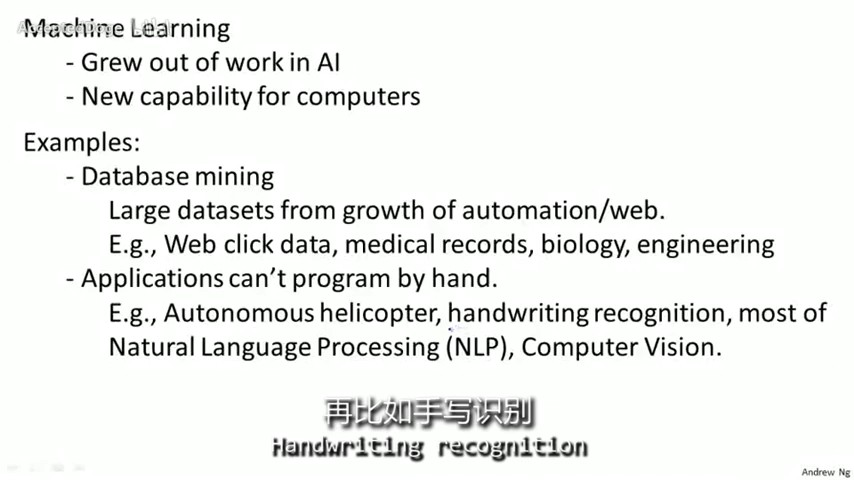 Machine Learning
- Grew out of work in AI
- New capability for computers
Examples:
- Database mining
Large datasets from growth of automation/web.
E.g., Web click data, medical records, biology, engineering
- Applications can’t program by hand.
E.g., Autonomous helicopter, handwriting recognition, most of
Natural Language Processing (NLP), Computer Vision.
再比如手写识别
Handwriting recognition
Andrew Ng